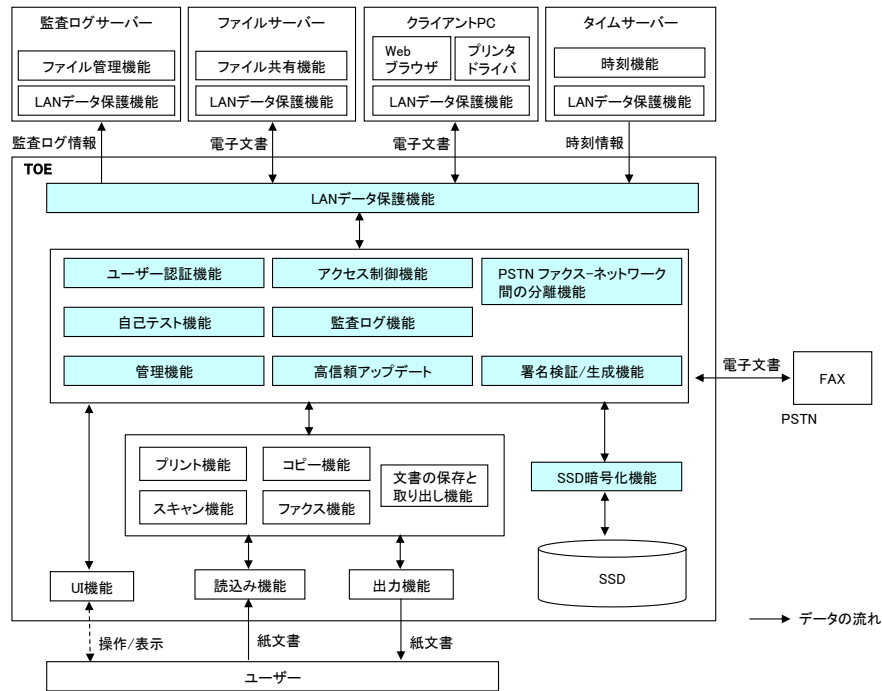 監査ログサーバー
ファイルサーバー
クライアントPC
タイムサーバー
ファイル管理機能
ファイル共有機能
Web
ブラウザ
プリンタ
ドライバ
時刻機能
LANデータ保護機能
LANデータ保護機能
LANデータ保護機能
LANデータ保護機能
監査ログ情報
電子文書
電子文書
時刻情報
TOE
LANデータ保護機能
ユーザー認証機能
アクセス制御機能
PSTN ファクス-ネットワーク
間の分離機能
自己テスト機能
監査ログ機能
管理機能
高信頼アップデート
署名検証/生成機能
電子文書
FAX
PSTN
プリント機能
コピー機能
文書の保存と
取り出し機能
スキャン機能
ファクス機能
SSD暗号化機能
SSD
UI機能
読込み機能
出力機能
データの流れ
操作/表示
紙文書
紙文書
ユーザー